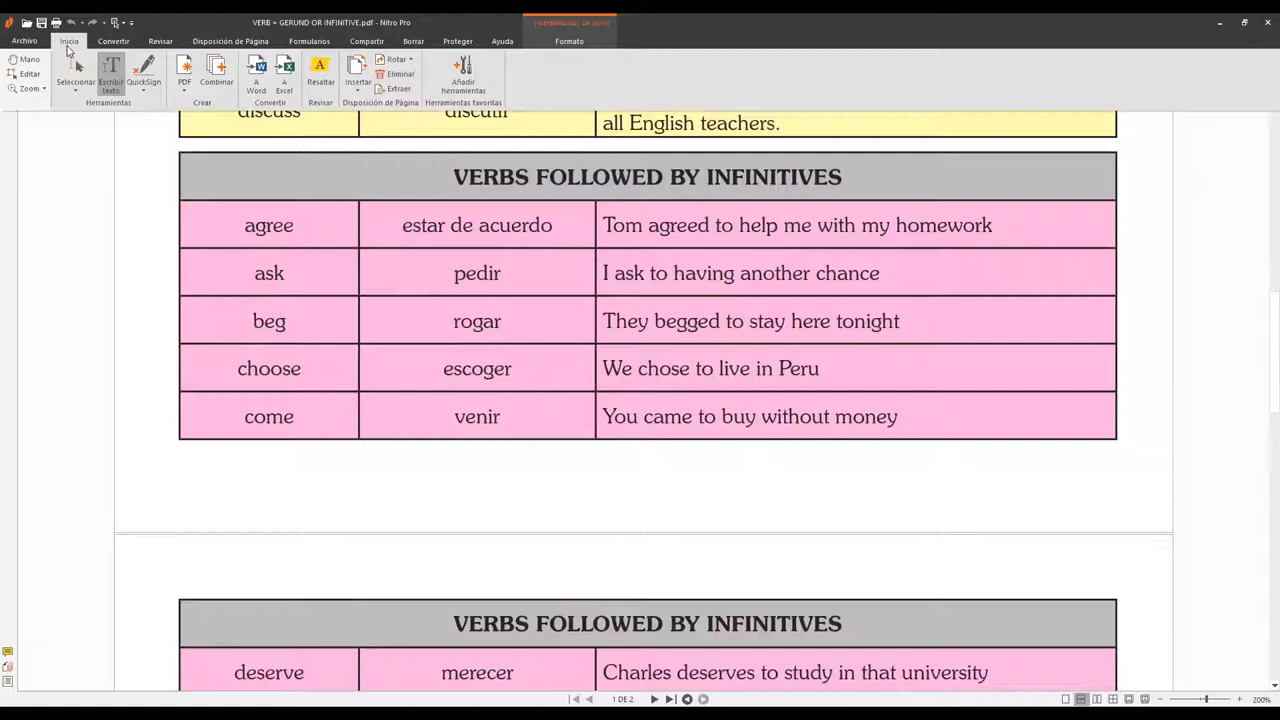 VERB + GERUND OR INFINITIVE.pdf - Nitro Pro
Archivo Inicio Convertir Revisar Disposición de Página Formularios Compartir Borrar Proteger Ayuda Formato
Mano
Editar
Zoom
Seleccionar
Escribir texto
QuickSign
Herramientas
PDF
Combinar
Crear
A Word
A Excel
Convertir
Resaltar
Revisar
Insertar
Rotar
Eliminar
Extraer
Disposición de Página
Añadir herramientas
Herramientas favoritas
discuss discutir all English teachers.
VERBS FOLLOWED BY INFINITIVES
agree estar de acuerdo Tom agreed to help me with my homework
ask pedir I ask to having another chance
beg rogar They begged to stay here tonight
choose escoger We chose to live in Peru
come venir You came to buy without money
VERBS FOLLOWED BY INFINITIVES
deserve merecer Charles deserves to study in that university
1 DE 2
200%